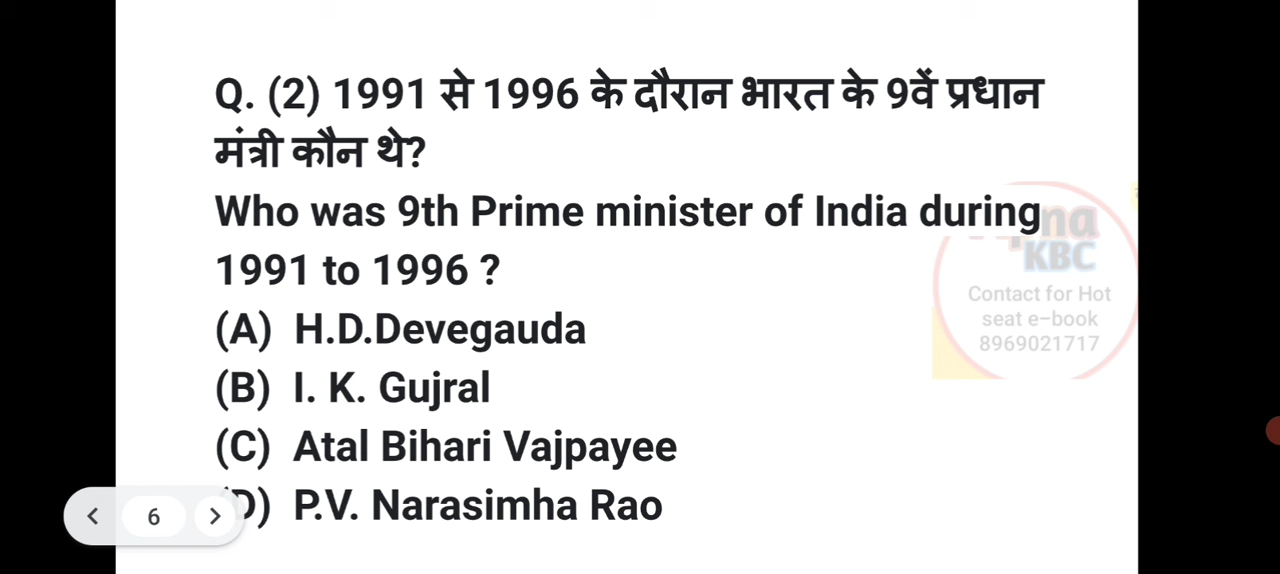 Q. (2) 1991 से 1996 के दौरान भारत के 9वें प्रधान
मंत्री कौन थे?
Who was 9th Prime minister of India during
1991 to 1996 ?
(A) H.D.Devegauda
(B) I. K. Gujral
(C) Atal Bihari Vajpayee
D) P.V. Narasimha Rao
KBC
Contact for Hot
seat e-book
8969021717
6